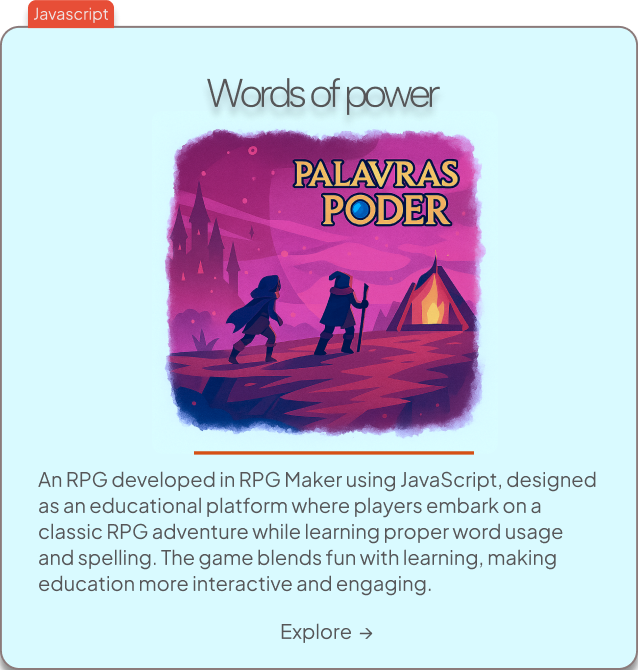 Javascript
Words of power
PALAVRAS
PODER
An RPG developed in RPG Maker using JavaScript, designed
as an educational platform where players embark on a
classic RPG adventure while learning proper word usage
and spelling. The game blends fun with learning, making
education more interactive and engaging.
Explore →